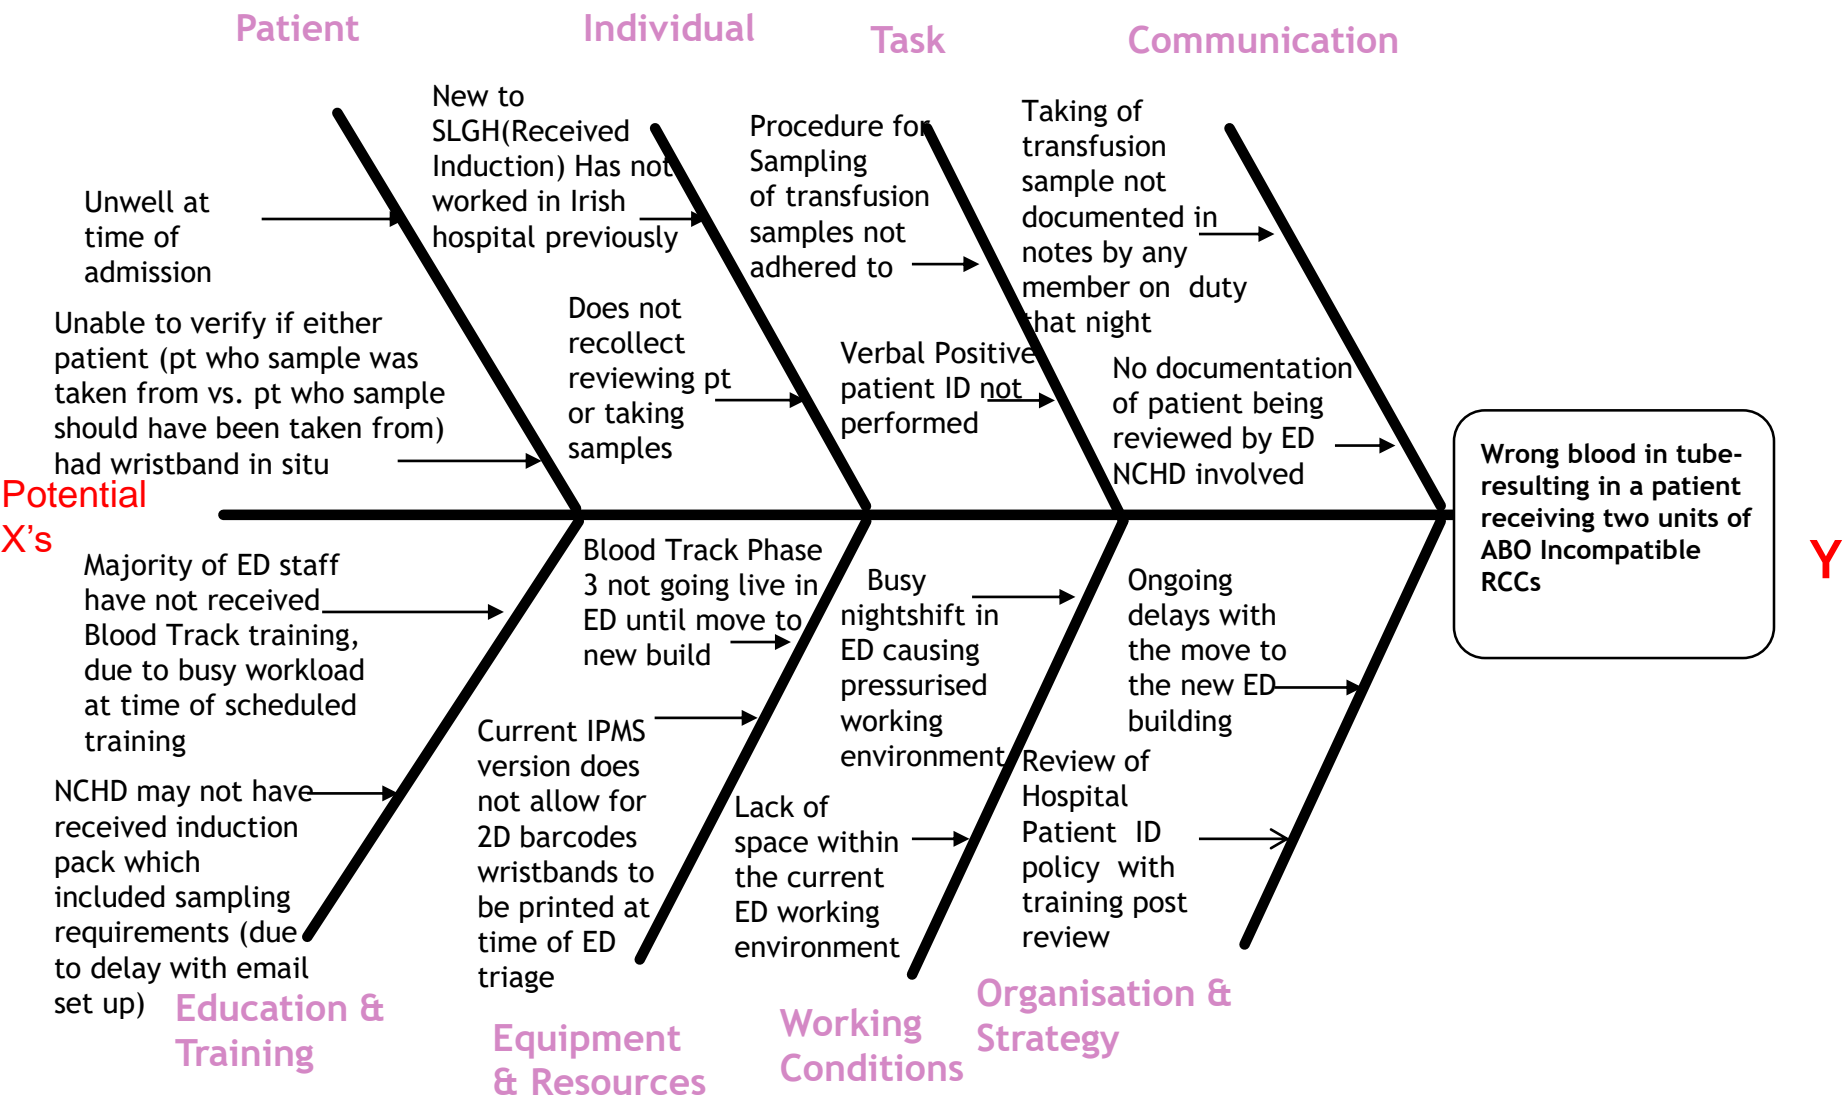 Patient
Individual
Task
Communication
Unwell at
time of
admission
Unable to verify if either
patient (pt who sample was
taken from vs. pt who sample
should have been taken from)
had wristband in situ
New to
SLGH(Received
Induction) Has not
worked in Irish
hospital previously
Does not
recollect
reviewing pt
or taking
samples
Procedure for
Sampling
of transfusion
samples not
adhered to
Verbal Positive
patient ID not
performed
Taking of
transfusion
sample not
documented in
notes by any
member on duty
that night
No documentation
of patient being
reviewed by ED
NCHD involved
Potential
X’s
Wrong blood in tube-
resulting in a patient
receiving two units of
ABO Incompatible
RCCs
Y
Majority of ED staff
have not received
Blood Track training,
due to busy workload
at time of scheduled
training
NCHD may not have
received induction
pack which
included sampling
requirements (due
to delay with email
set up)
Blood Track Phase
3 not going live in
ED until move to
new build
Current IPMS
version does
not allow for
2D barcodes
wristbands to
be printed at
time of ED
triage
Busy
nightshift in
ED causing
pressurised
working
environment
Lack of
space within
the current
ED working
environment
Ongoing
delays with
the move to
the new ED
building
Review of
Hospital
Patient ID
policy with
training post
review
Education &
Training
Equipment
& Resources
Working
Conditions
Organisation &
Strategy